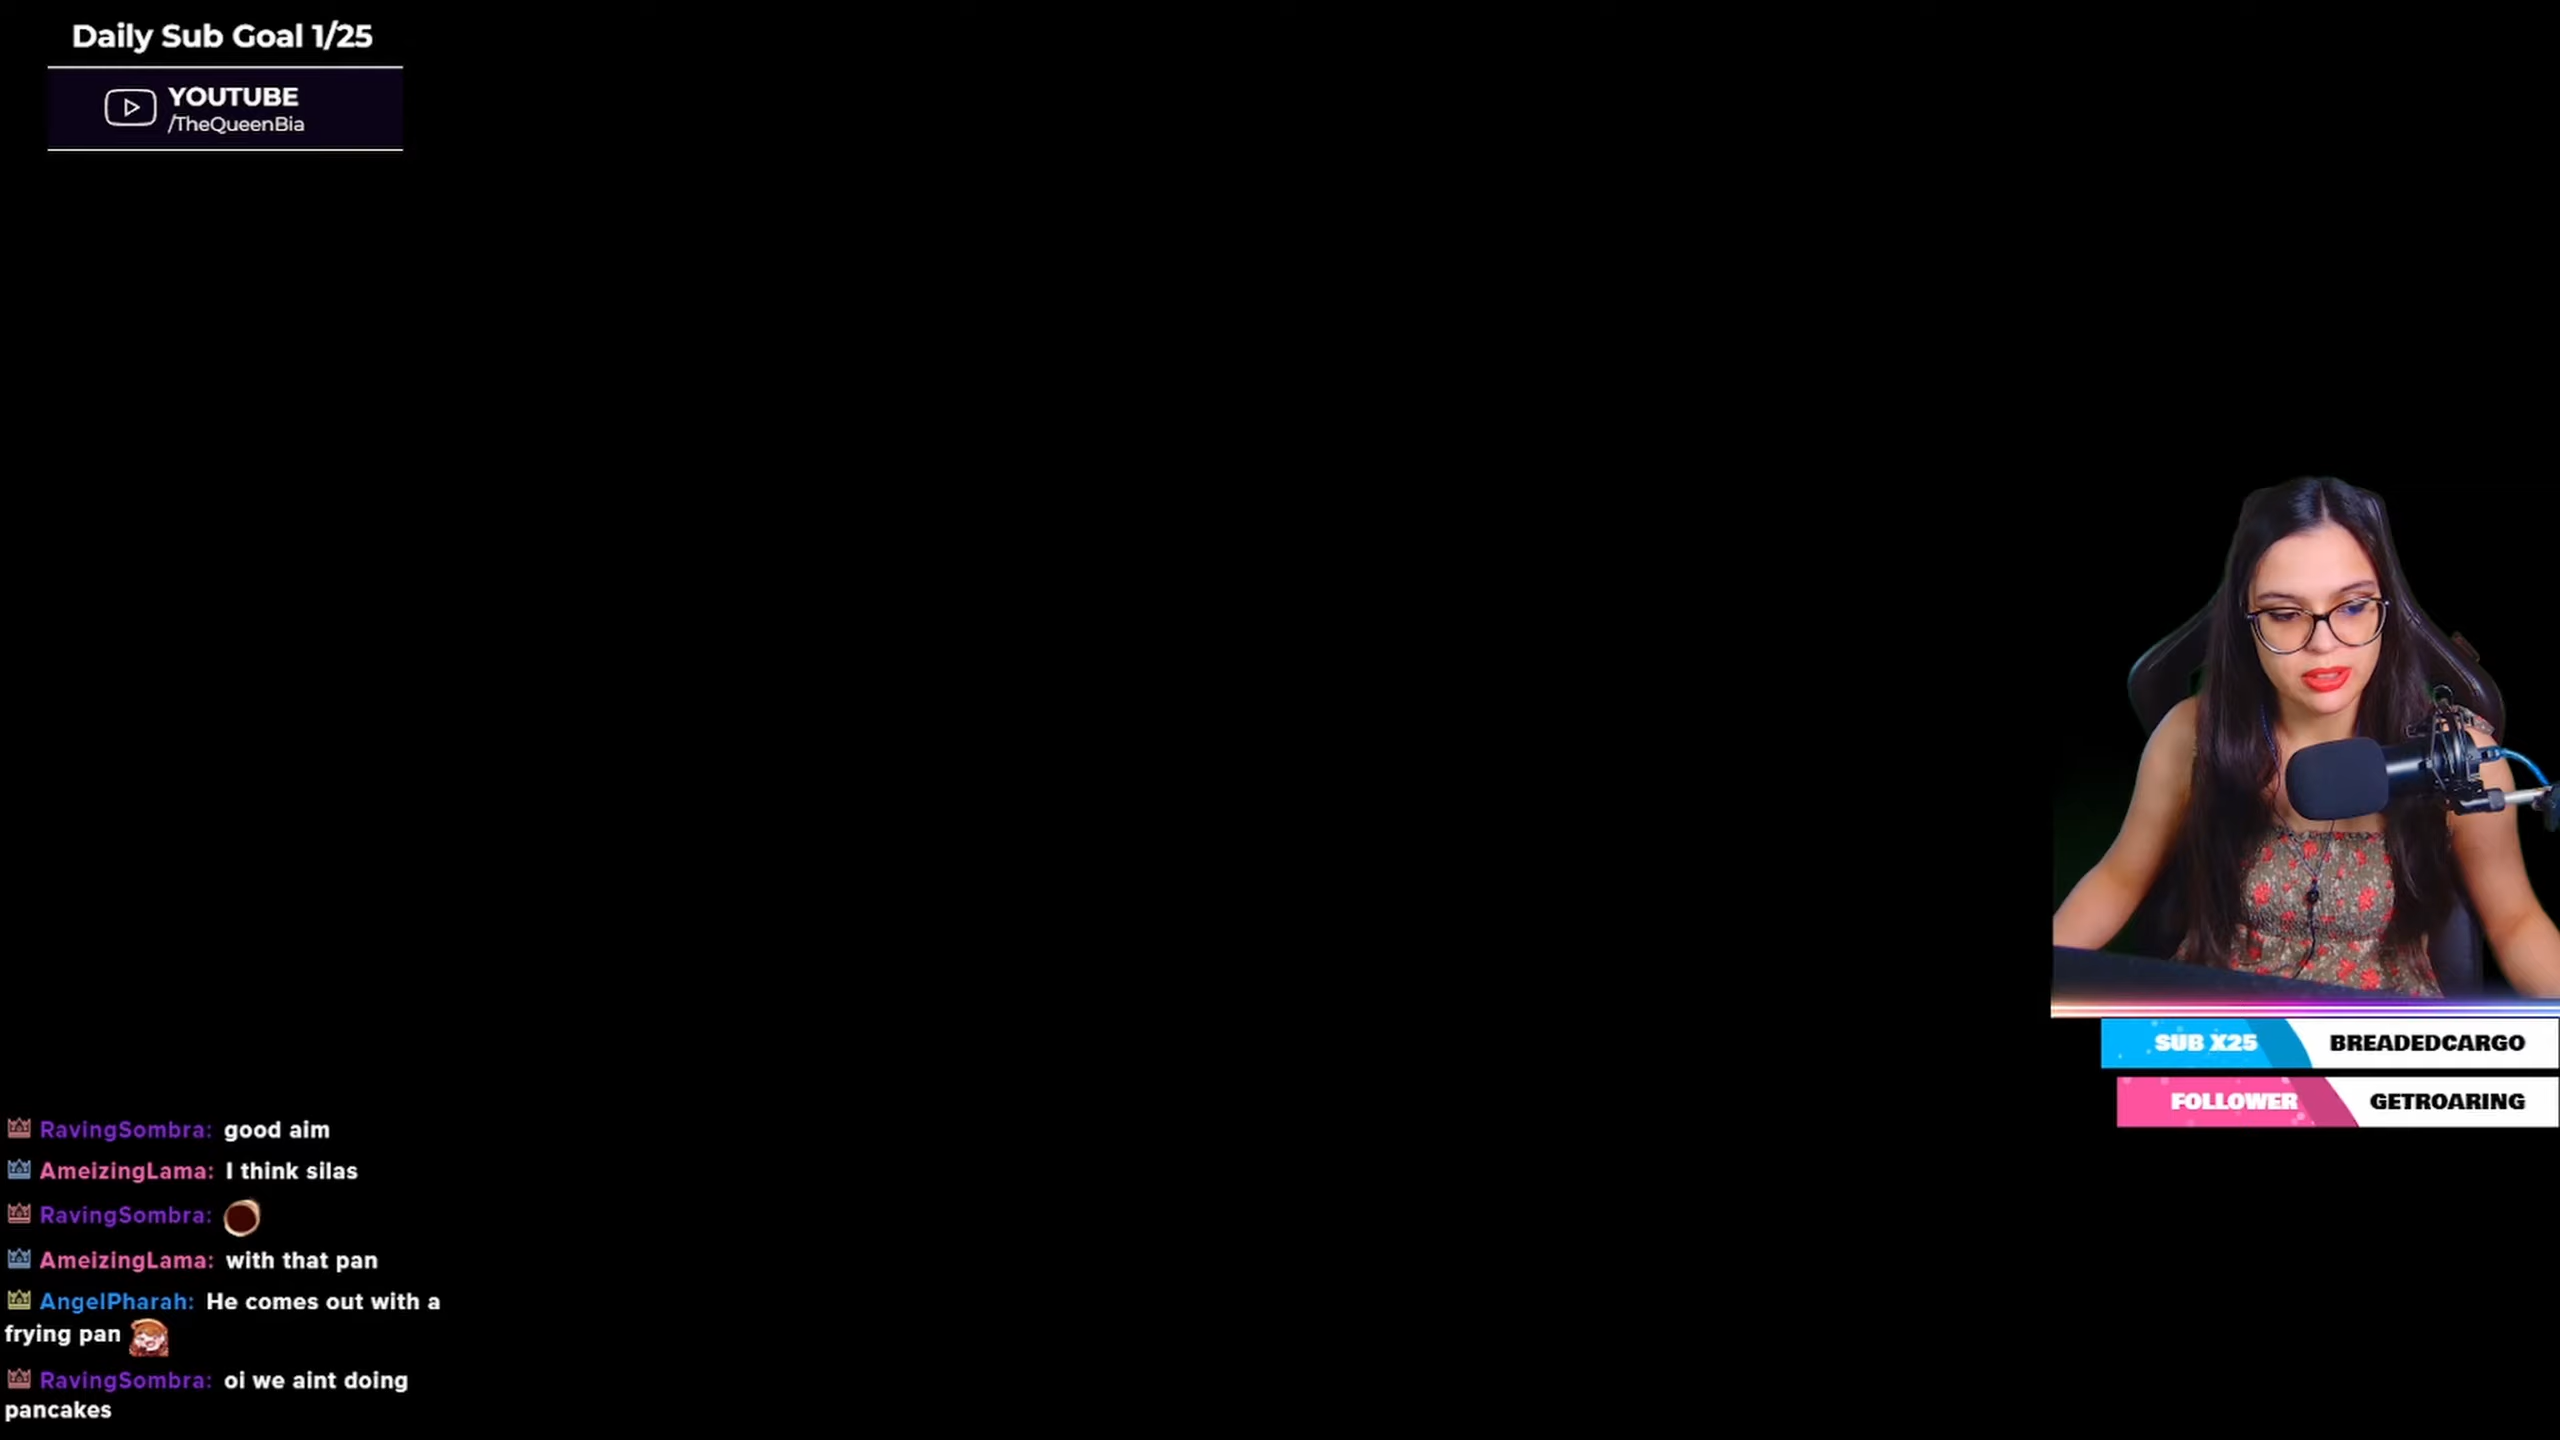 Daily Sub Goal 1/25
YOUTUBE
/TheQueenBia
SUB X25 BREADEDCARGO
FOLLOWER GETROARING
RavingSombra: good aim
AmeizingLama: I think silas
RavingSombra:
AmeizingLama: with that pan
AngelPharah: He comes out with a
frying pan
RavingSombra: oi we aint doing
pancakes